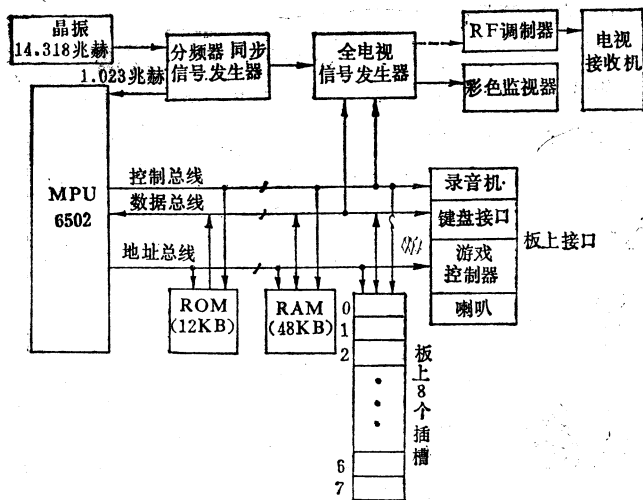 晶振
14.318兆赫
分频器 同步
信号 发生器
全电视
信号发生器
RF调制器
彩色监视器
电视
接收机
1.023兆赫
MPU
6502
控制总线
数据总线
地址总线
ROM
(12KB)
RAM
(48KB)
录音机
键盘接口
游戏
控制器
喇叭
板上接口
0
1
2
6
7
板上8个插槽